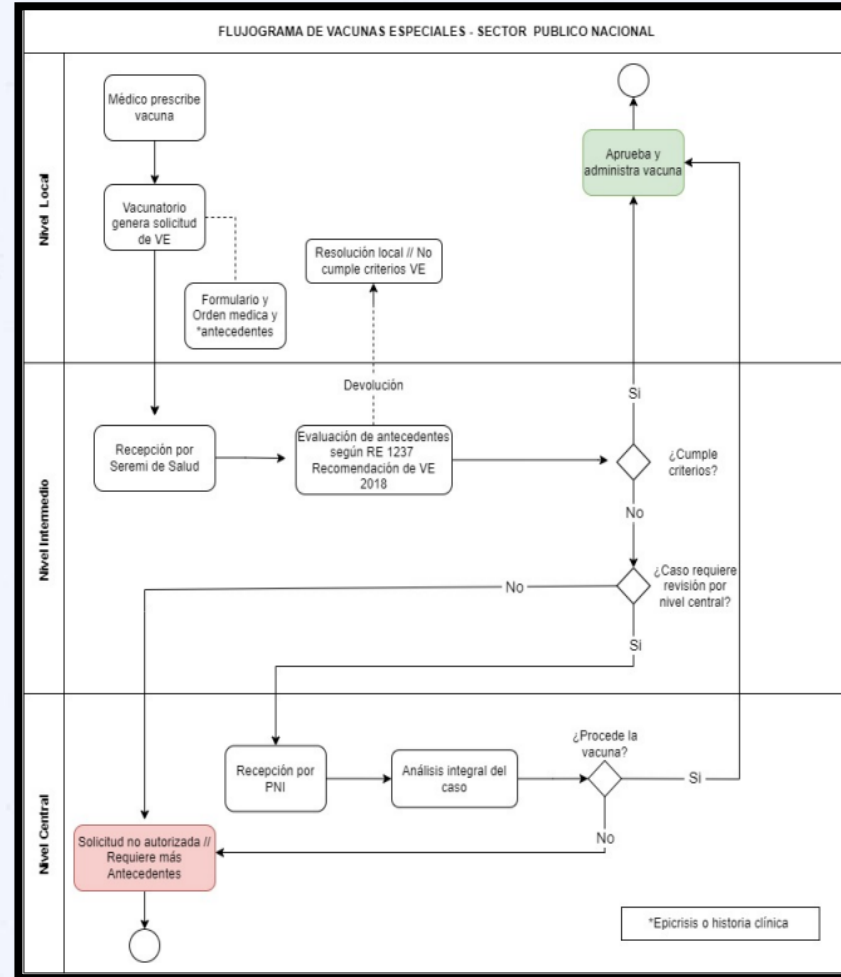 FLUJOGRAMA DE VACUNAS ESPECIALES - SECTOR PUBLICO NACIONAL
Nivel Local
Médico prescribe
vacuna
Aprueba y
administra vacuna
Vacunatorio
genera solicitud
de VE
Resolución local // No
cumple criterios VE
Formulario y
Orden medica y
*antecedentes
Nivel Intermedio
Devolución
Si
Recepción por
Seremi de Salud
Evaluación de antecedentes
según RE 1237
Recomendación de VE
2018
¿Cumple
criterios?
No
¿Caso requiere
revisión por
nivel central?
No
Si
Nivel Central
Recepción por
PNI
Análisis integral del
caso
¿Procede la
vacuna?
Si
No
Solicitud no autorizada //
Requiere más
Antecedentes
*Epicrisis o historia clínica